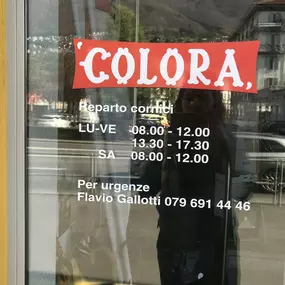 COLORA
Reparto cornici
LU-VE 08.00 - 12.00
13.30 - 17.30
SA 08.00 - 12.00
Per urgenze
Flavio Gallotti 079 691 44 46